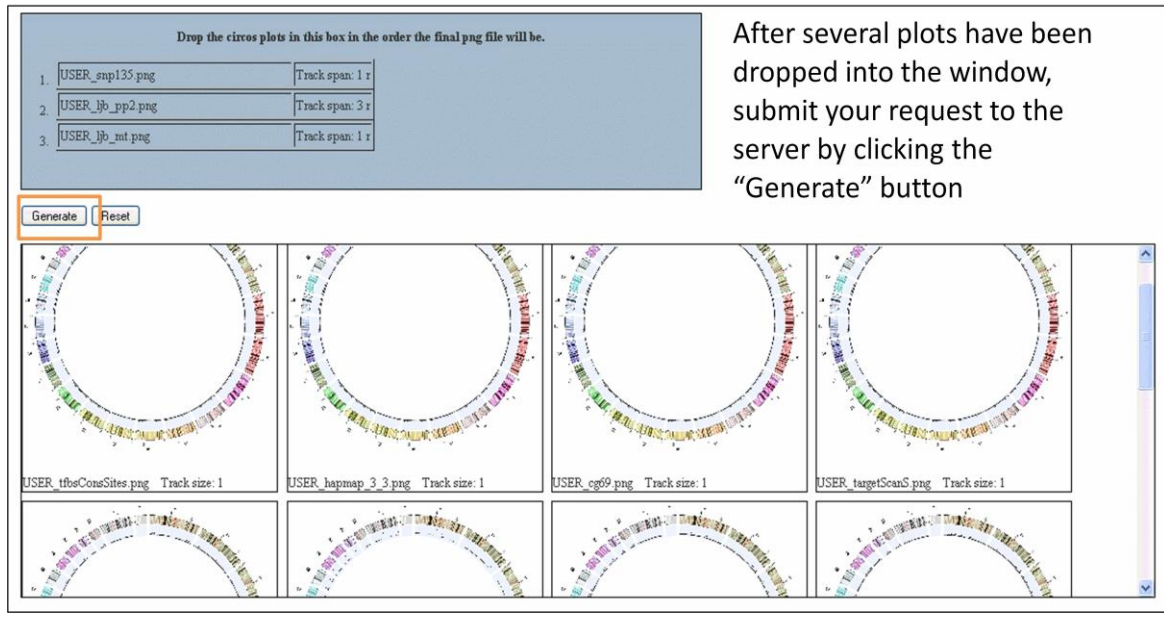 Drop the circos plots in this box in the order the final png file will be.
1. USER_snp135.png Track span: 1 r
2. USER_ljb_pp2.png Track span: 3 r
3. USER_ljb_mt.png Track span: 1 r
After several plots have been
dropped into the window,
submit your request to the
server by clicking the
“Generate” button
Generate Reset
USER_tfbsConsSites.png Track size: 1
USER_hapmap_3_3.png Track size: 1
USER_cg69.png Track size: 1
USER_targetScanS.png Track size: 1